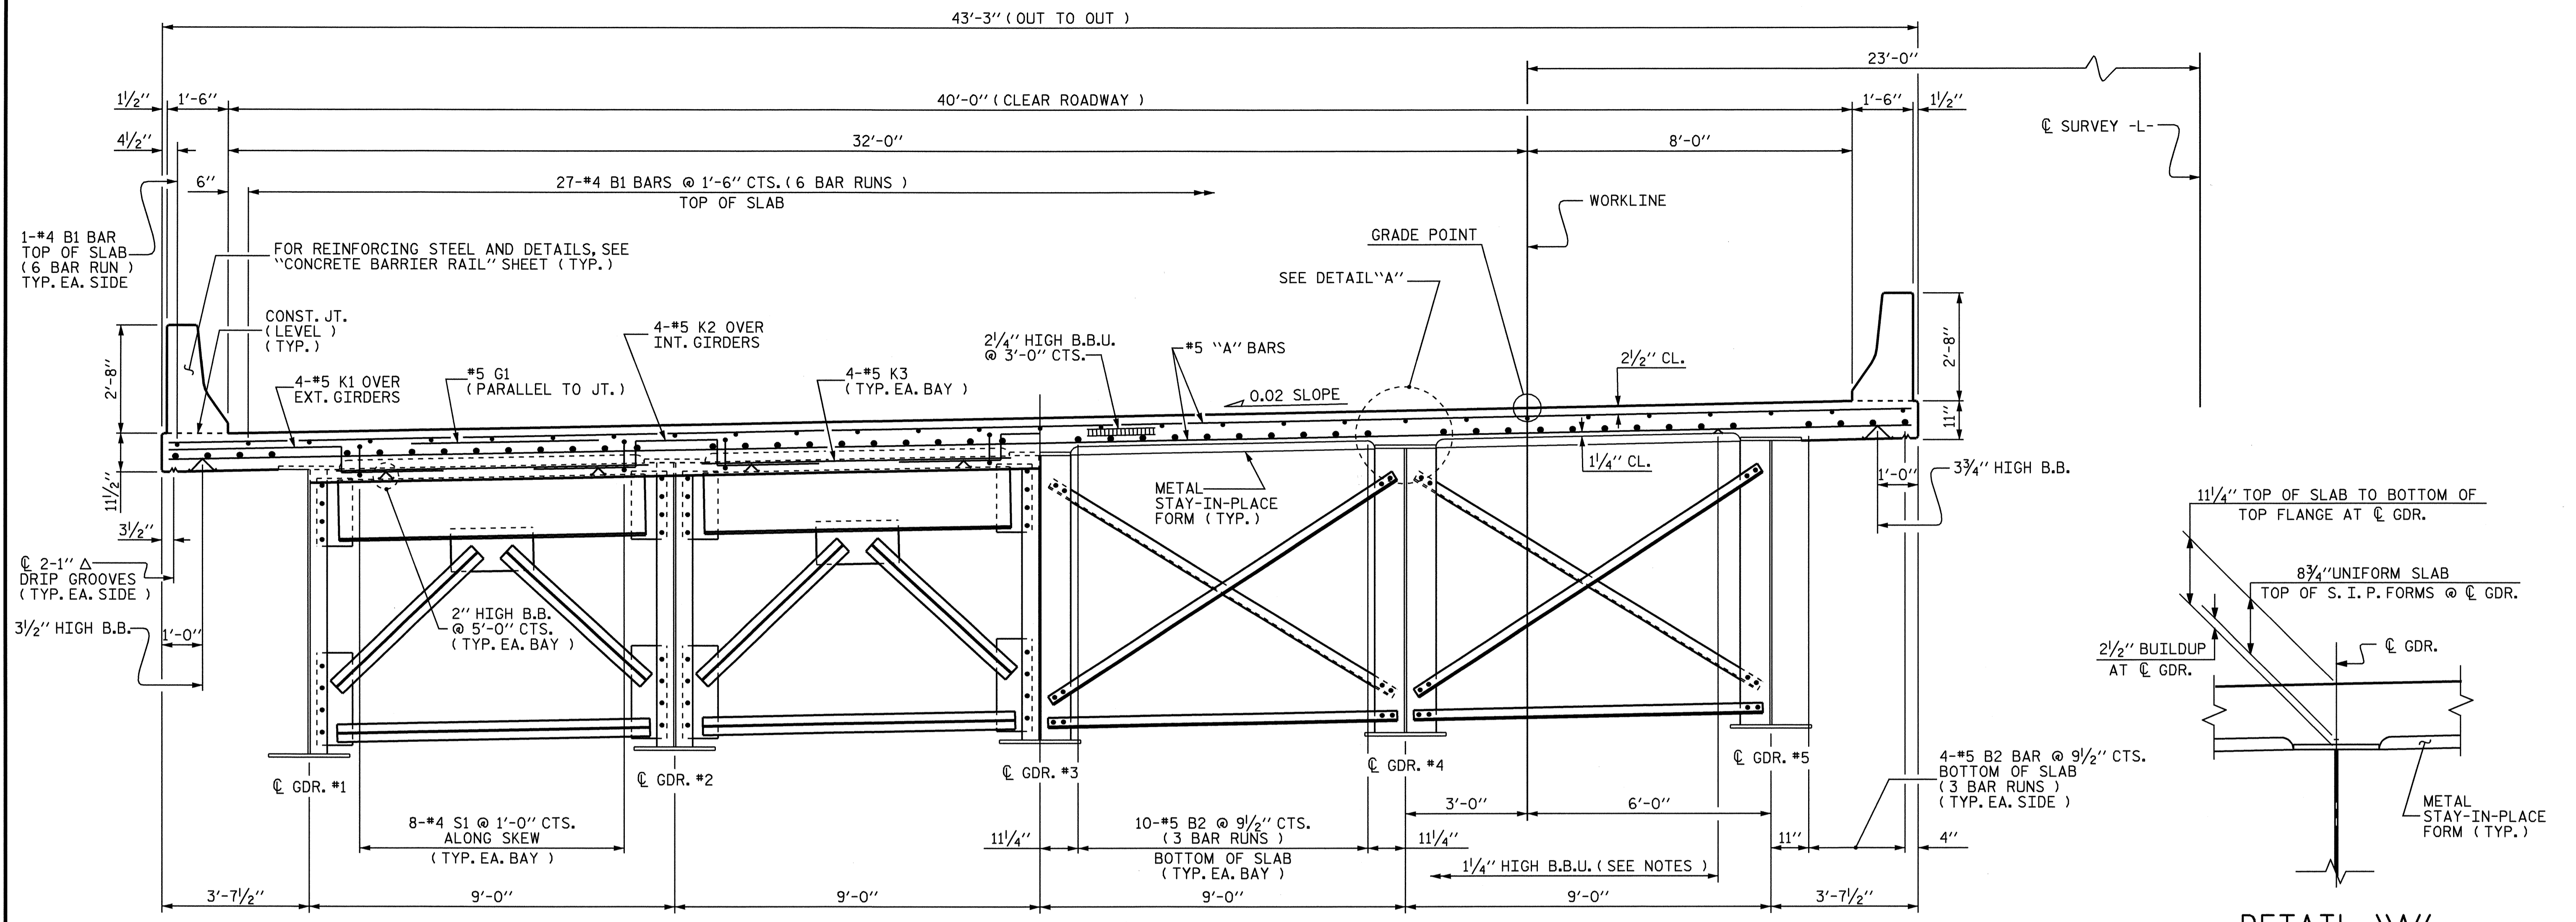 43'-3" ( OUT TO OUT )
23'-0"
1½"
1'-6"
40'-0" ( CLEAR ROADWAY )
1'-6"
1½"
℄ SURVEY -L-
4½"
32'-0"
8'-0"
6"
27-#4 B1 BARS @ 1'-6" CTS. ( 6 BAR RUNS )
TOP OF SLAB
WORKLINE
1-#4 B1 BAR
TOP OF SLAB
( 6 BAR RUN )
TYP. EA. SIDE
FOR REINFORCING STEEL AND DETAILS, SEE
"CONCRETE BARRIER RAIL" SHEET ( TYP. )
GRADE POINT
SEE DETAIL "A"
CONST. JT.
( LEVEL )
( TYP. )
4-#5 K2 OVER
INT. GIRDERS
2¼" HIGH B.B.U.
@ 3'-0" CTS.
#5 "A" BARS
2½" CL.
2'-8"
2'-8"
4-#5 K1 OVER
EXT. GIRDERS
#5 G1
( PARALLEL TO JT. )
4-#5 K3
( TYP. EA. BAY )
0.02 SLOPE
11"
11½"
1¼" CL.
1'-0"
3¾" HIGH B.B.
METAL
STAY-IN-PLACE
FORM ( TYP. )
3½"
℄ 2-1" △
DRIP GROOVES
( TYP. EA. SIDE )
3½" HIGH B.B.
1'-0"
2" HIGH B.B.
@ 5'-0" CTS.
( TYP. EA. BAY )
11¼" TOP OF SLAB TO BOTTOM OF
TOP FLANGE AT ℄ GDR.
8¾" UNIFORM SLAB
TOP OF S.I.P. FORMS @ ℄ GDR.
2½" BUILDUP
AT ℄ GDR.
℄ GDR.
℄ GDR. #1
℄ GDR. #2
℄ GDR. #3
℄ GDR. #4
℄ GDR. #5
4-#5 B2 BAR @ 9½" CTS.
BOTTOM OF SLAB
( 3 BAR RUNS )
( TYP. EA. SIDE )
METAL
STAY-IN-PLACE
FORM ( TYP. )
8-#4 S1 @ 1'-0" CTS.
ALONG SKEW
( TYP. EA. BAY )
11¼"
10-#5 B2 @ 9½" CTS.
( 3 BAR RUNS )
BOTTOM OF SLAB
( TYP. EA. BAY )
11¼"
3'-0"
6'-0"
11"
4"
1¼" HIGH B.B.U. ( SEE NOTES )
3'-7½"
9'-0"
9'-0"
9'-0"
9'-0"
3'-7½"